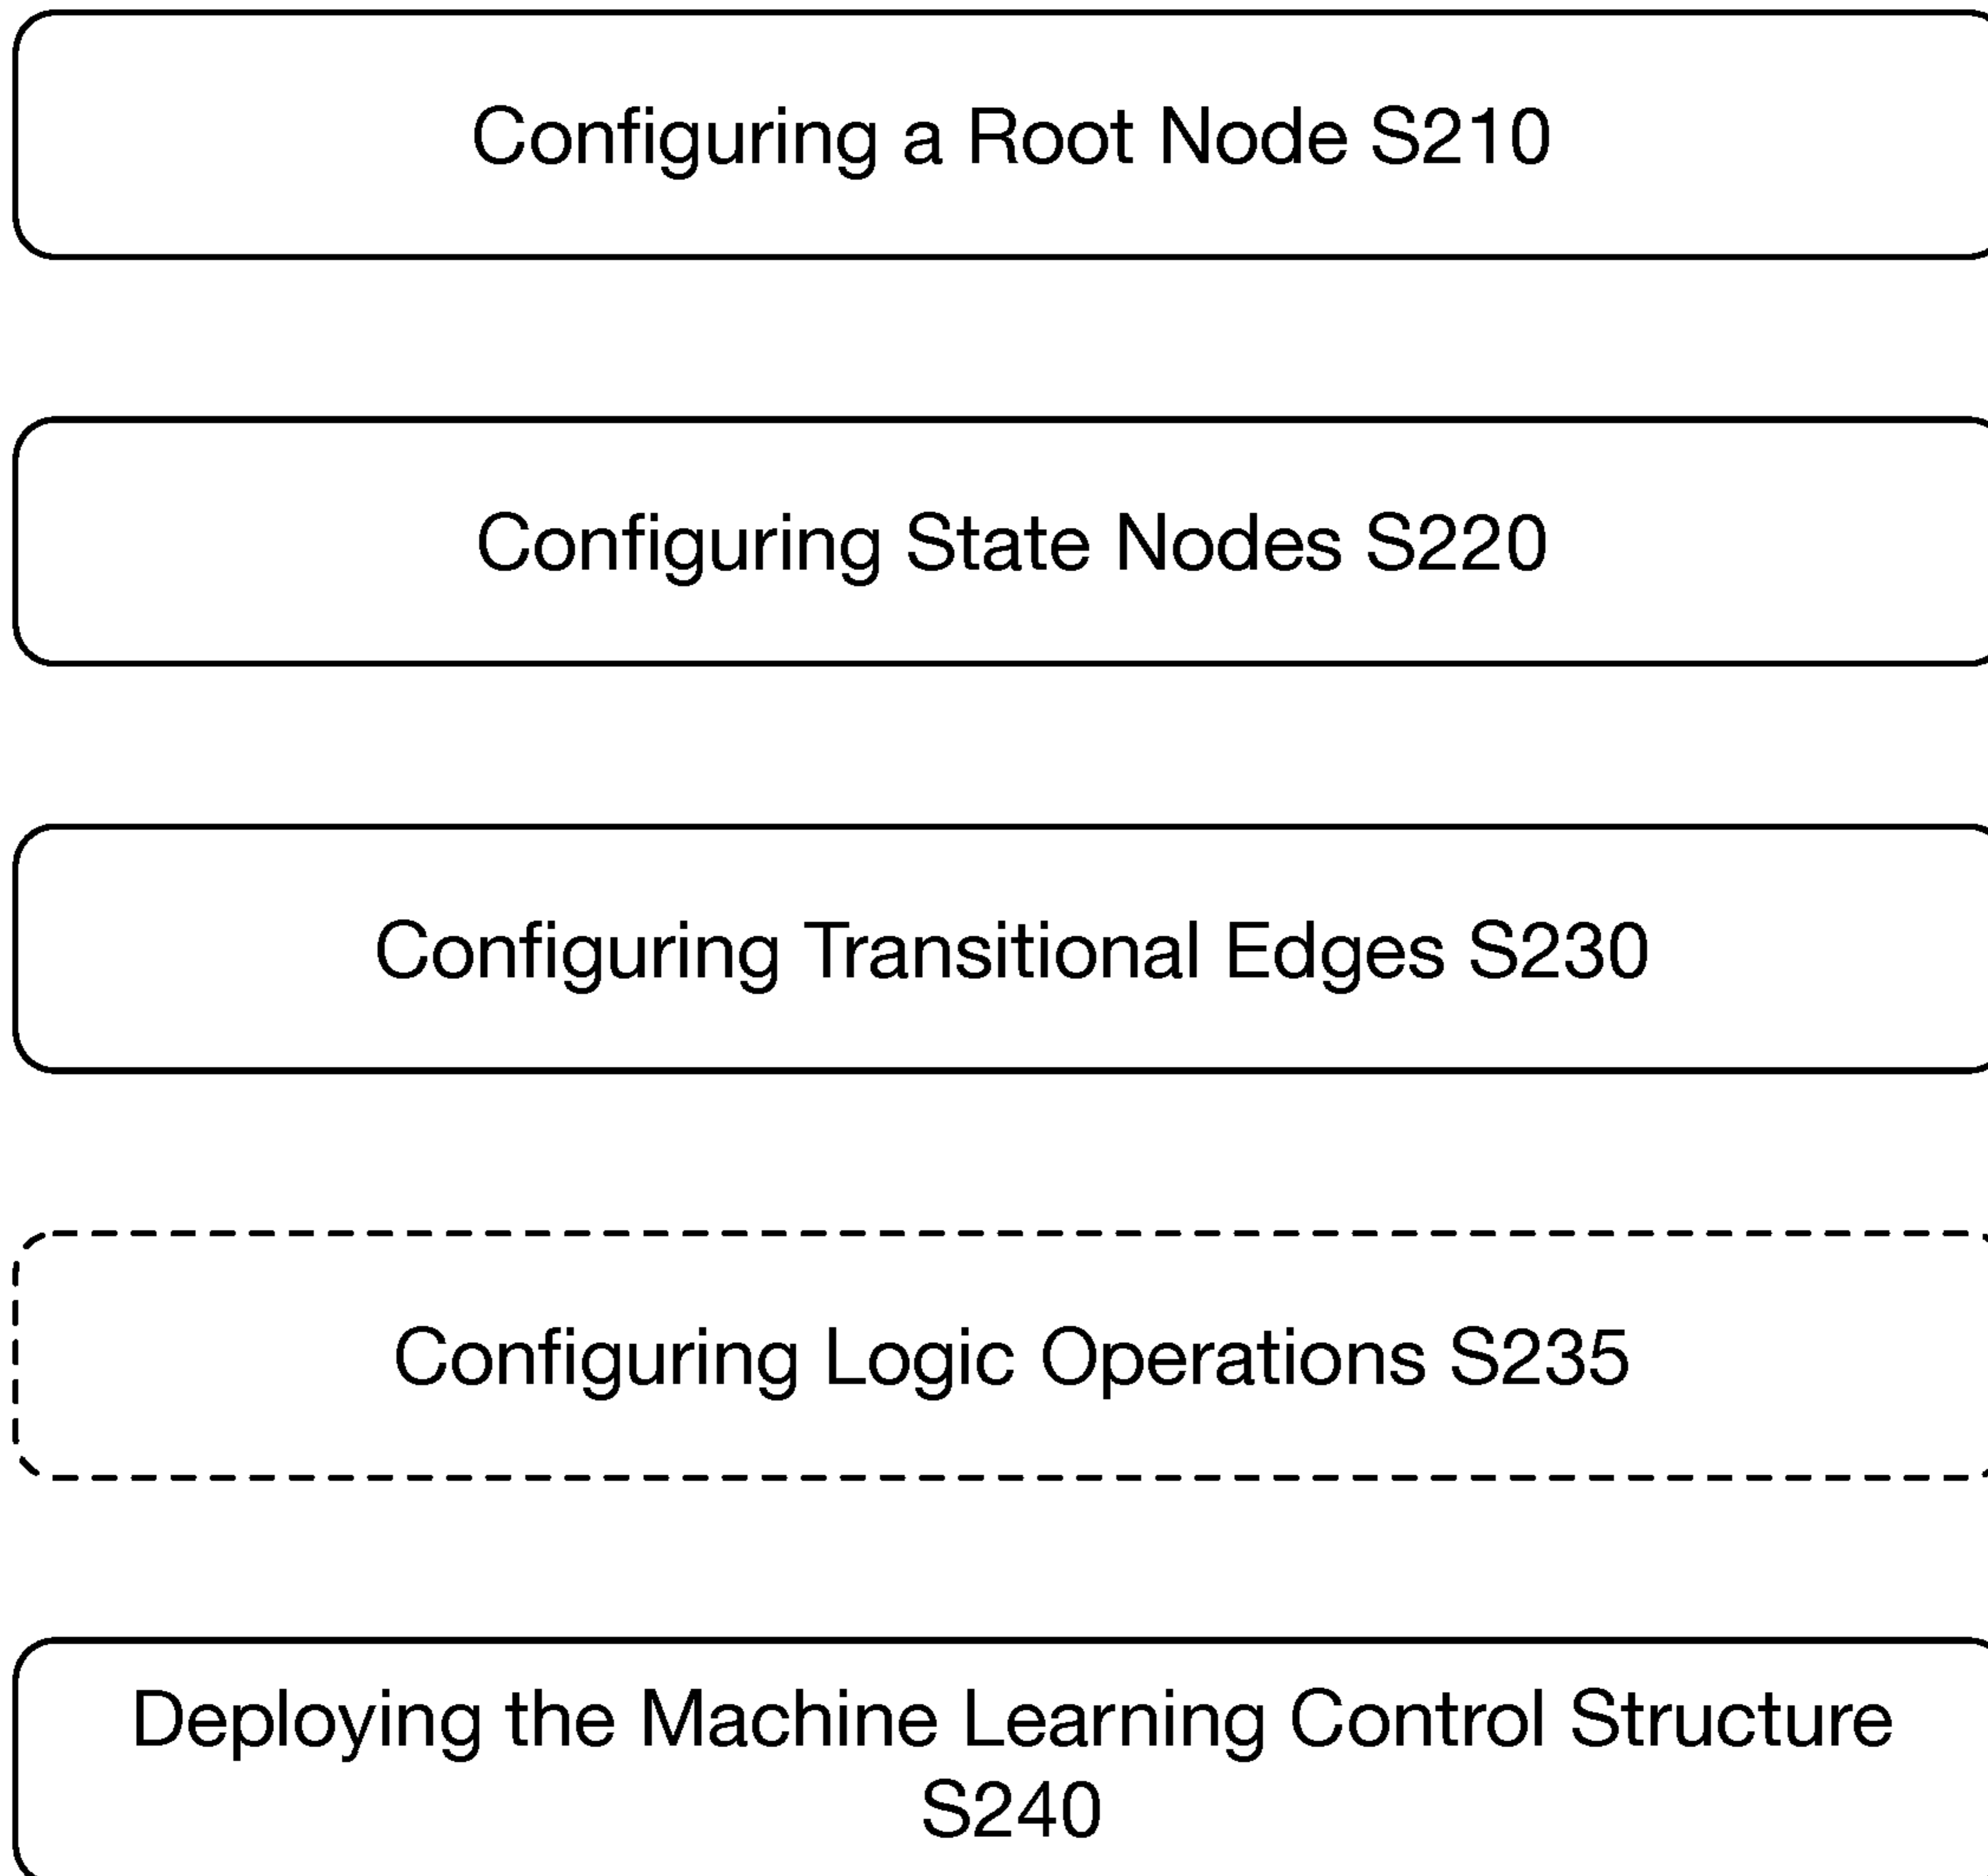 Configuring a Root Node S210
Configuring State Nodes S220
Configuring Transitional Edges S230
Configuring Logic Operations S235
Deploying the Machine Learning Control Structure
S240